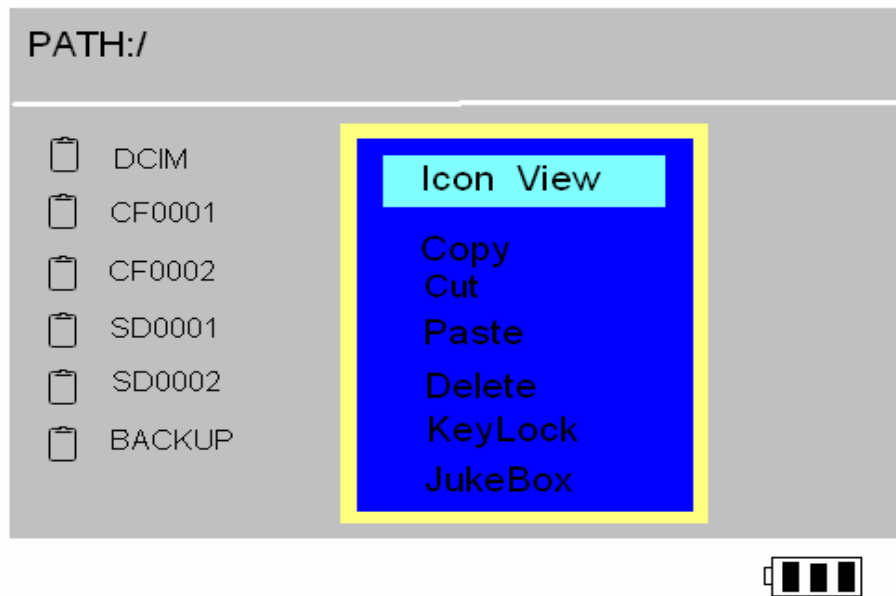 PATH:/
DCIM
CF0001
CF0002
SD0001
SD0002
BACKUP
Icon View
Copy
Cut
Paste
Delete
KeyLock
JukeBox